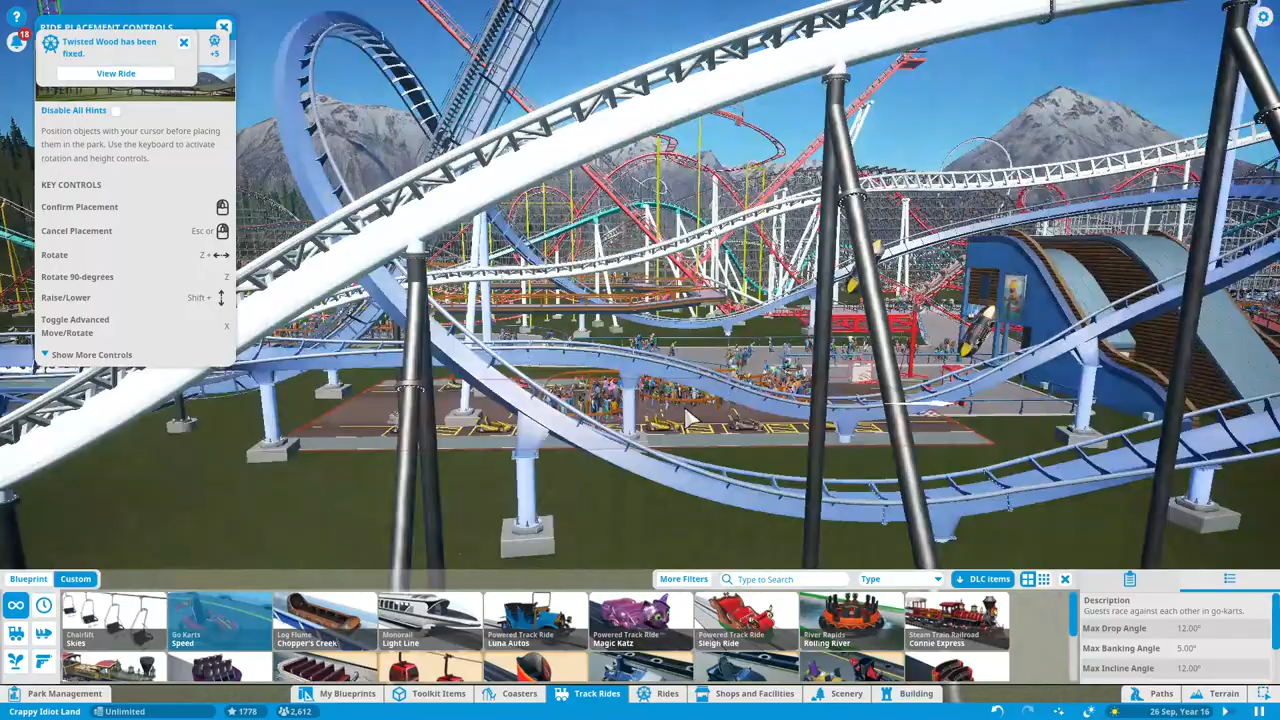 RIDE PLACEMENT CONTROLS
18
Twisted Wood has been
fixed.
+5
View Ride
Disable All Hints
Position objects with your cursor before placing
them in the park. Use the keyboard to activate
rotation and height controls.
KEY CONTROLS
Confirm Placement
Cancel Placement Esc or
Rotate Z +
Rotate 90-degrees Z
Raise/Lower Shift +
Toggle Advanced
Move/Rotate X
Show More Controls
Blueprint Custom More Filters Type to Search Type DLC items
Chairlift
Skies
Go Karts
Speed
Log Flume
Chopper's Creek
Monorail
Light Line
Powered Track Ride
Luna Autos
Powered Track Ride
Magic Katz
Powered Track Ride
Sleigh Ride
River Rapids
Rolling River
Steam Train Railroad
Connie Express
Description
Guests race against each other in go-karts.
Max Drop Angle 12.00°
Max Banking Angle 5.00°
Max Incline Angle 12.00°
Park Management My Blueprints Toolkit Items Coasters Track Rides Rides Shops and Facilities Scenery Building Paths Terrain
Crappy Idiot Land Unlimited 1778 2,612 26 Sep, Year 16